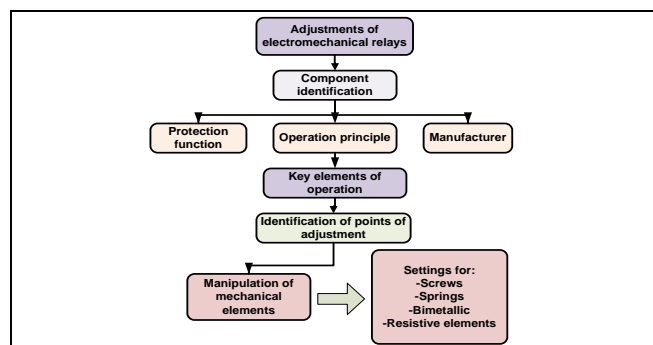 Adjustments of
electromechanical relays
Component
identification
Protection
function
Operation principle
Manufacturer
Key elements of
operation
Identification of points of
adjustment
Manipulation of
mechanical
elements
Settings for:
-Screws
-Springs
-Bimetallic
-Resistive elements